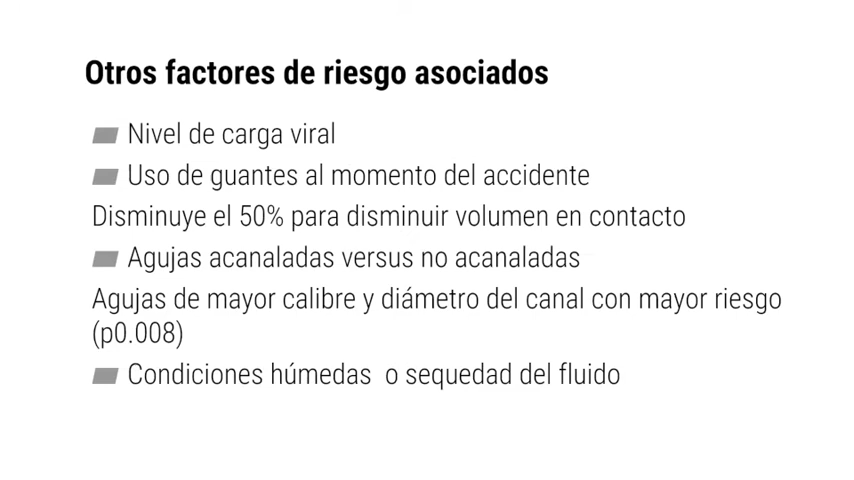 Otros factores de riesgo asociados
Nivel de carga viral
Uso de guantes al momento del accidente
Disminuye el 50% para disminuir volumen en contacto
Agujas acanaladas versus no acanaladas
Agujas de mayor calibre y diámetro del canal con mayor riesgo
(p0.008)
Condiciones húmedas o sequedad del fluido